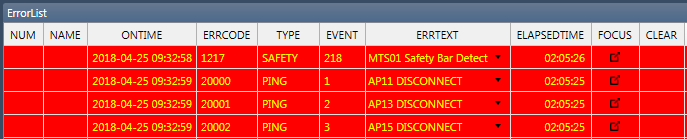 ErrorList
NUM NAME ONTIME ERRCODE TYPE EVENT ERRTEXT ELAPSEDTIME FOCUS CLEAR
2018-04-25 09:32:58 1217 SAFETY 218 MTS01 Safety Bar Detect 02:05:26
2018-04-25 09:32:59 20000 PING 1 AP11 DISCONNECT 02:05:25
2018-04-25 09:32:59 20001 PING 2 AP13 DISCONNECT 02:05:25
2018-04-25 09:32:59 20002 PING 3 AP15 DISCONNECT 02:05:25